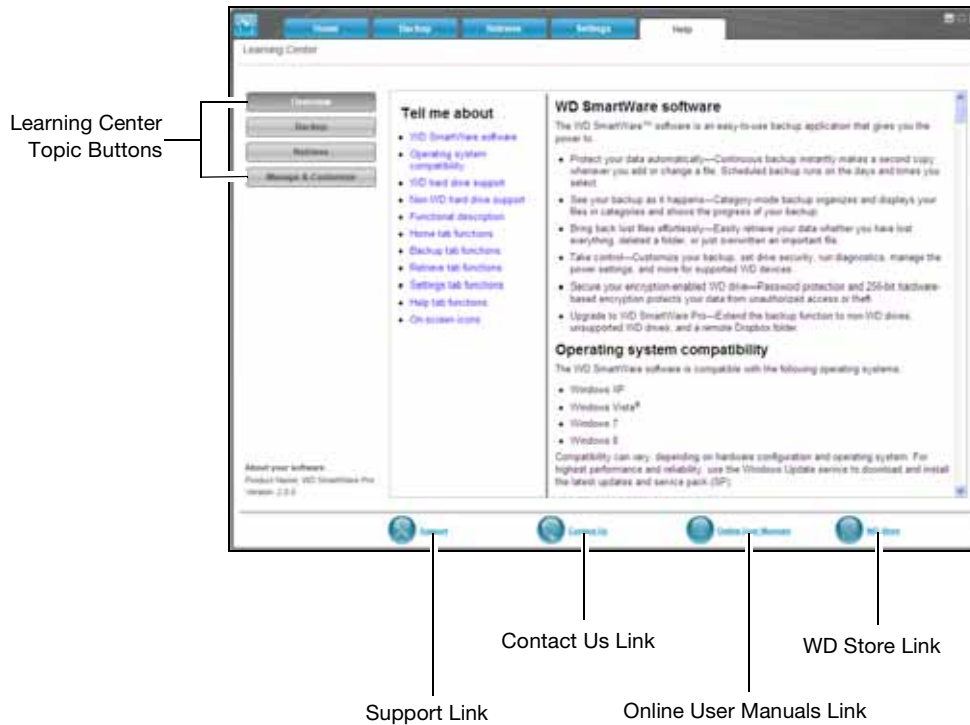 Home
Backup
Retrieve
Settings
Help
Learning Center
Learning Center
Topic Buttons
Overview
Backup
Retrieve
Manage & Customize
Tell me about
• WD SmartWare software
• Operating system
compatibility
• WD hard drive support
• Non-WD hard drive support
• Functional description
• Home tab functions
• Backup tab functions
• Retrieve tab functions
• Settings tab functions
• Help tab functions
• On-screen icons
WD SmartWare software
The WD SmartWare™ software is an easy-to-use backup application that gives you the
power to:
• Protect your data automatically—Continuous backup instantly makes a second copy
whenever you add or change a file. Scheduled backup runs on the days and times you
select.
• See your backup as it happens—Category-mode backup organizes and displays your
files in categories and shows the progress of your backup.
• Bring back lost files effortlessly—Easily retrieve your data whether you have lost
everything, deleted a folder, or just overwritten an important file.
• Take control—Customize your backup, set drive security, run diagnostics, manage the
power settings, and more for supported WD devices.
• Secure your encryption-enabled WD drive—Password protection and 256-bit hardware-
based encryption protects your data from unauthorized access or theft.
• Upgrade to WD SmartWare Pro—Extend the backup function to non-WD drives,
unsupported WD drives, and a remote Dropbox folder.
Operating system compatibility
The WD SmartWare software is compatible with the following operating systems:
• Windows XP
• Windows Vista®
• Windows 7
• Windows 8
Compatibility can vary, depending on hardware configuration and operating system. For
highest performance and reliability, use the Windows Update service to download and install
the latest updates and service pack (SP).
About your software
Product Name: WD SmartWare Pro
Version: 2.0.0
Support
Contact Us
Online User Manuals
WD Store
Contact Us Link
WD Store Link
Support Link
Online User Manuals Link